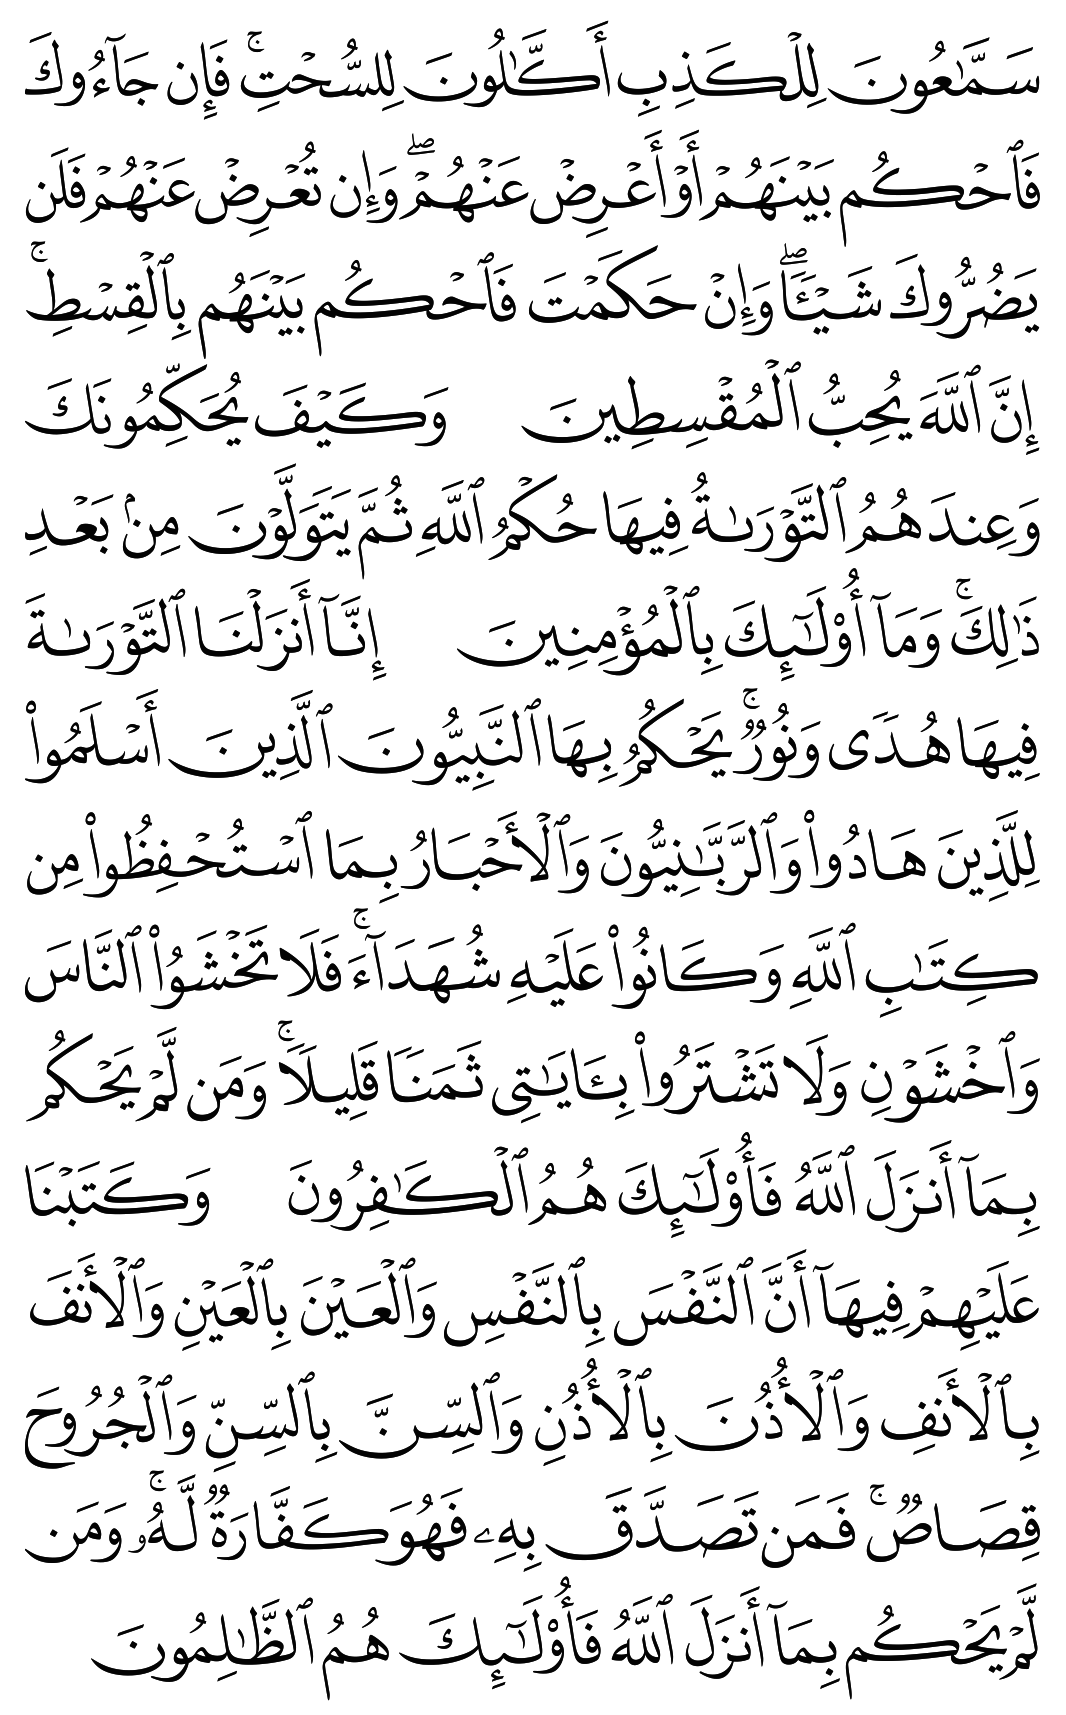 سَمَّٰعُونَ لِلْكَذِبِ أَكَّٰلُونَ لِلسُّحْتِ ۚ فَإِن جَآءُوكَ
فَٱحْكُم بَيْنَهُمْ أَوْ أَعْرِضْ عَنْهُمْ ۖ وَإِن تُعْرِضْ عَنْهُمْ فَلَن
يَضُرُّوكَ شَيْـًٔا ۖ وَإِنْ حَكَمْتَ فَٱحْكُم بَيْنَهُم بِٱلْقِسْطِ ۚ
إِنَّ ٱللَّهَ يُحِبُّ ٱلْمُقْسِطِينَ وَكَيْفَ يُحَكِّمُونَكَ
وَعِندَهُمُ ٱلتَّوْرَىٰةُ فِيهَا حُكْمُ ٱللَّهِ ثُمَّ يَتَوَلَّوْنَ مِنۢ بَعْدِ
ذَٰلِكَ ۚ وَمَآ أُو۟لَٰٓئِكَ بِٱلْمُؤْمِنِينَ إِنَّآ أَنزَلْنَا ٱلتَّوْرَىٰةَ
فِيهَا هُدًى وَنُورٌ ۚ يَحْكُمُ بِهَا ٱلنَّبِيُّونَ ٱلَّذِينَ أَسْلَمُوا۟
لِلَّذِينَ هَادُوا۟ وَٱلرَّبَّٰنِيُّونَ وَٱلْأَحْبَارُ بِمَا ٱسْتُحْفِظُوا۟ مِن
كِتَٰبِ ٱللَّهِ وَكَانُوا۟ عَلَيْهِ شُهَدَآءَ ۚ فَلَا تَخْشَوُا۟ ٱلنَّاسَ
وَٱخْشَوْنِ وَلَا تَشْتَرُوا۟ بِـَٔايَٰتِى ثَمَنًا قَلِيلًا ۚ وَمَن لَّمْ يَحْكُم
بِمَآ أَنزَلَ ٱللَّهُ فَأُو۟لَٰٓئِكَ هُمُ ٱلْكَٰفِرُونَ وَكَتَبْنَا
عَلَيْهِمْ فِيهَآ أَنَّ ٱلنَّفْسَ بِٱلنَّفْسِ وَٱلْعَيْنَ بِٱلْعَيْنِ وَٱلْأَنفَ
بِٱلْأَنفِ وَٱلْأُذُنَ بِٱلْأُذُنِ وَٱلسِّنَّ بِٱلسِّنِّ وَٱلْجُرُوحَ
قِصَاصٌ ۚ فَمَن تَصَدَّقَ بِهِۦ فَهُوَ كَفَّارَةٌ لَّهُۥ ۚ وَمَن
لَّمْ يَحْكُم بِمَآ أَنزَلَ ٱللَّهُ فَأُو۟لَٰٓئِكَ هُمُ ٱلظَّٰلِمُونَ